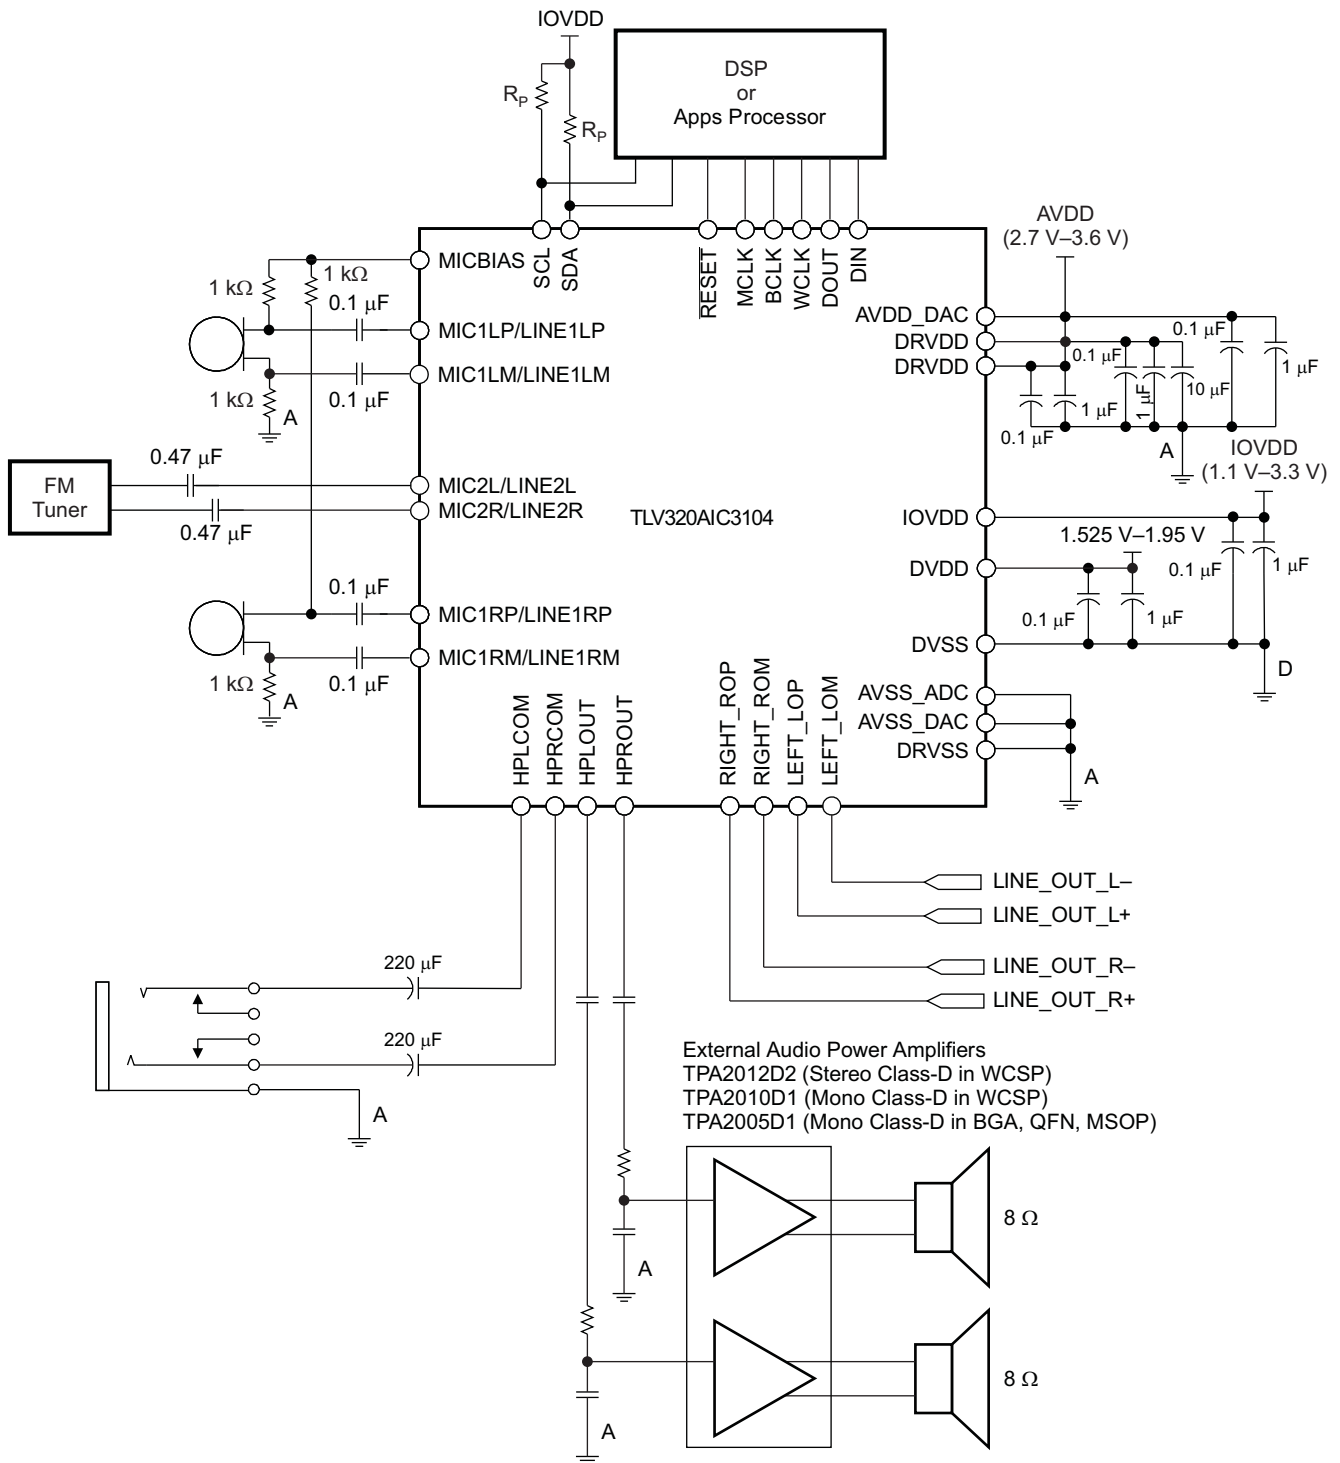 IOVDD
DSP
or
Apps Processor
RP
RP
SCL
SDA
RESET
MCLK
BCLK
WCLK
DOUT
DIN
AVDD
(2.7 V–3.6 V)
MICBIAS
1 kΩ
1 kΩ
0.1 μF
MIC1LP/LINE1LP
MIC1LM/LINE1LM
1 kΩ
A
0.1 μF
AVDD_DAC
DRVDD
DRVDD
0.1 μF
0.1 μF
1 μF
10 μF
1 μF
1 μF
0.1 μF
A
IOVDD
(1.1 V–3.3 V)
FM
Tuner
0.47 μF
0.47 μF
MIC2L/LINE2L
MIC2R/LINE2R
TLV320AIC3104
IOVDD
1.525 V–1.95 V
DVDD
0.1 μF
1 μF
0.1 μF
1 μF
DVSS
D
0.1 μF
MIC1RP/LINE1RP
MIC1RM/LINE1RM
1 kΩ
A
0.1 μF
AVSS_ADC
AVSS_DAC
DRVSS
A
HPLCOM
HPRCOM
HPLOUT
HPROUT
RIGHT_ROP
RIGHT_ROM
LEFT_LOP
LEFT_LOM
LINE_OUT_L–
LINE_OUT_L+
LINE_OUT_R–
LINE_OUT_R+
220 μF
220 μF
A
External Audio Power Amplifiers
TPA2012D2 (Stereo Class-D in WCSP)
TPA2010D1 (Mono Class-D in WCSP)
TPA2005D1 (Mono Class-D in BGA, QFN, MSOP)
8 Ω
A
8 Ω
A